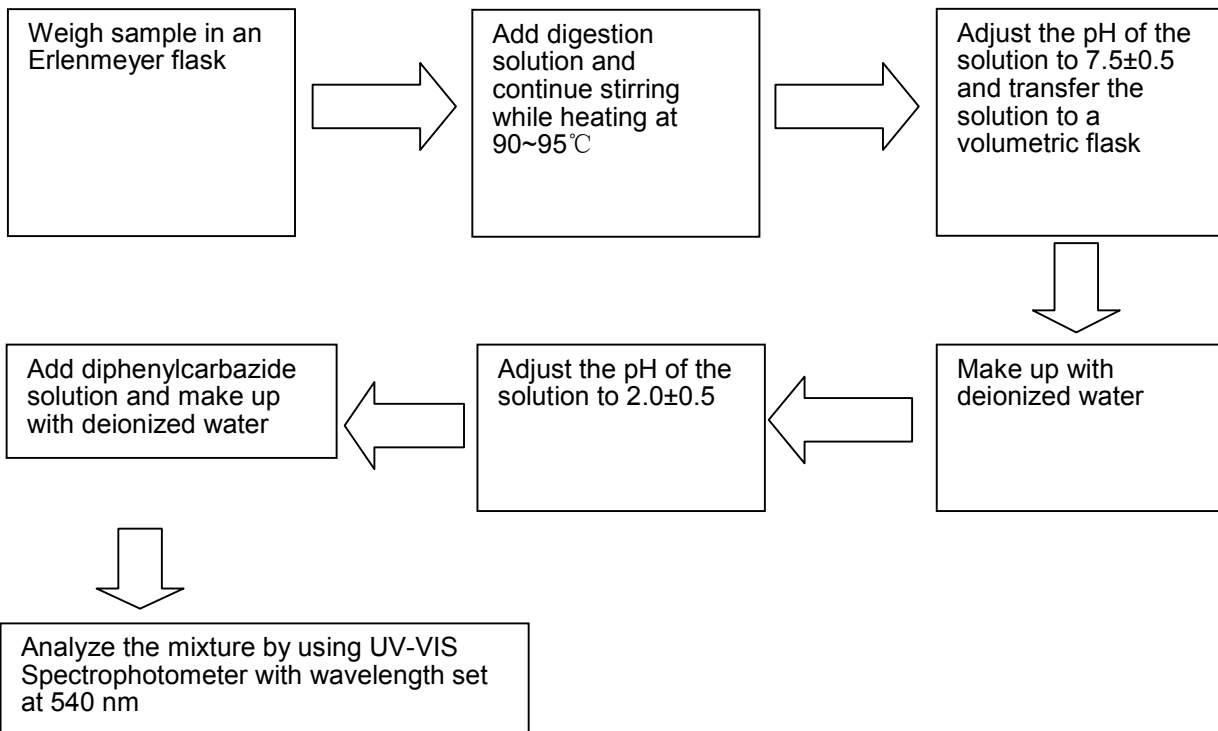 Weigh sample in an
Erlenmeyer flask
Add digestion
solution and
continue stirring
while heating at
90~95℃
Adjust the pH of the
solution to 7.5±0.5
and transfer the
solution to a
volumetric flask
Make up with
deionized water
Adjust the pH of the
solution to 2.0±0.5
Add diphenylcarbazide
solution and make up
with deionized water
Analyze the mixture by using UV-VIS
Spectrophotometer with wavelength set
at 540 nm